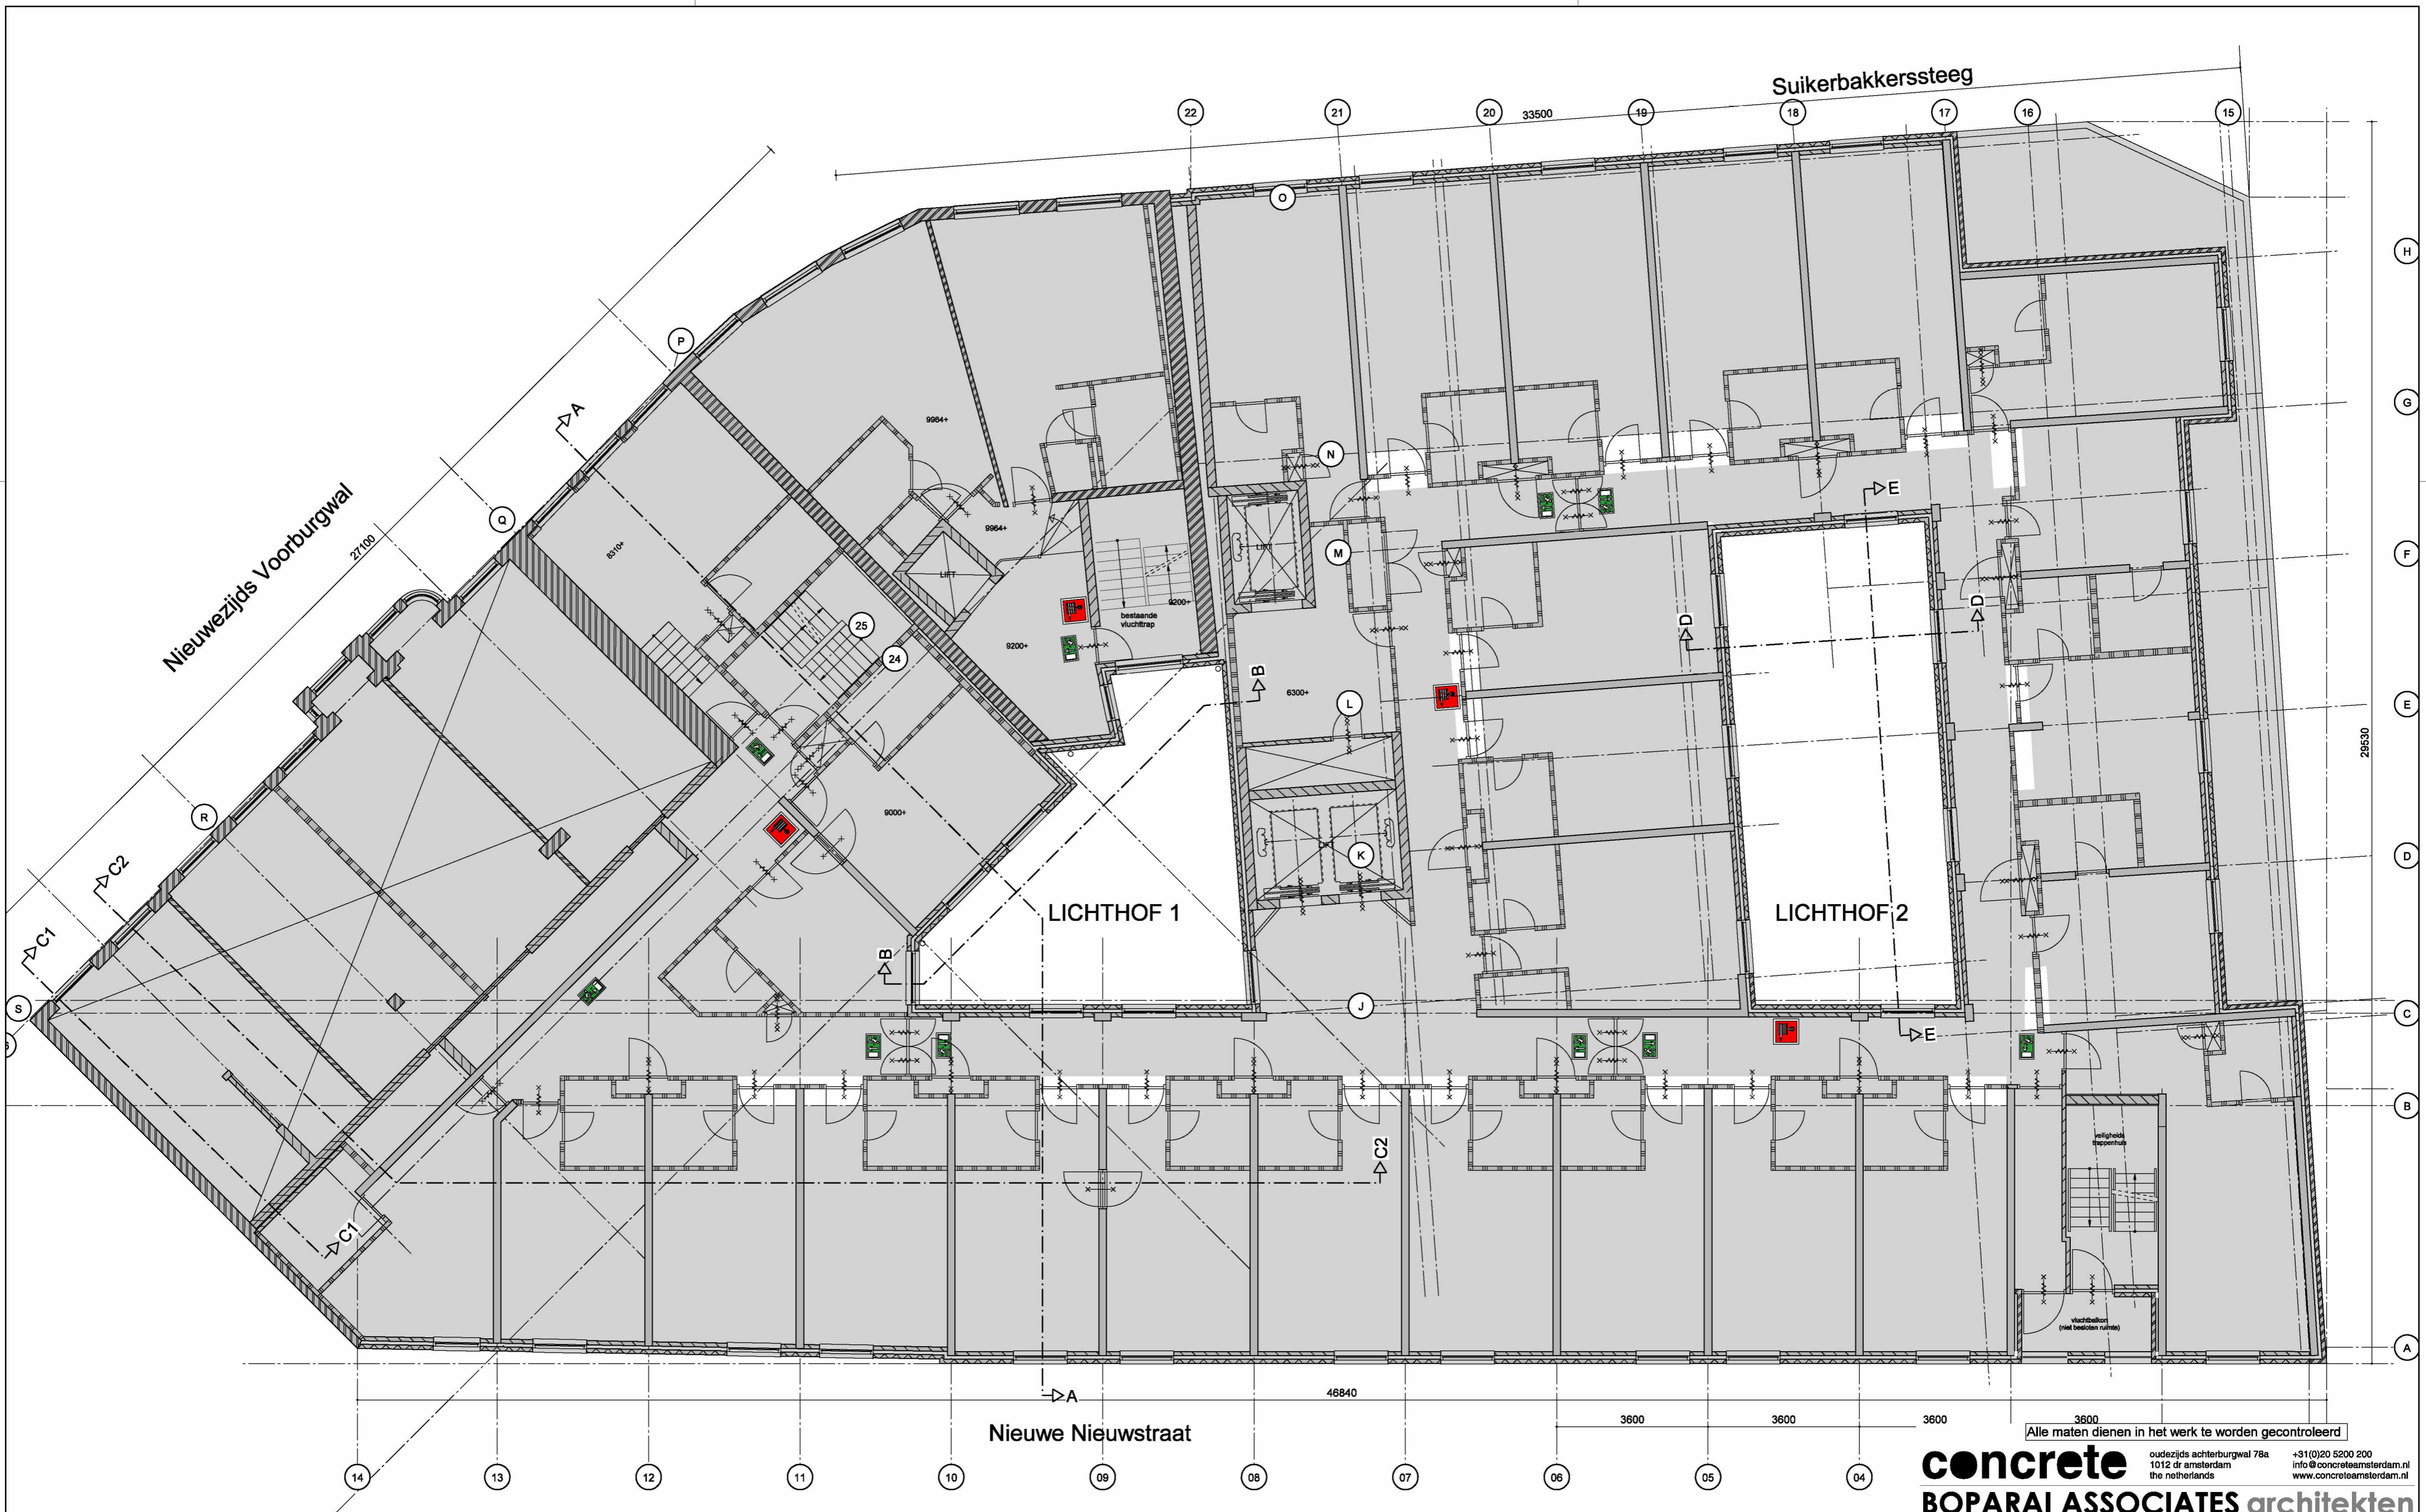 Suikerbakkerssteeg
33500
22
21
20
19
18
17
16
15
O
H
P
G
A
9984+
N
Q
8310+
9964+
LIFT
LIFT
M
E
F
Nieuwezijds Voorburgwal
27100
bestaande
vluchttrap
9200+
D
D
25
24
9200+
B
6300+
L
E
29530
R
9000+
K
D
C2
LICHTHOF 1
LICHTHOF 2
C1
B
S
J
C
E
B
C2
veiligheids
trappenhuis
C1
vluchtbalkon
(niet besloten ruimte)
A
A
46840
Nieuwe Nieuwstraat
3600
3600
3600
3600
Alle maten dienen in het werk te worden gecontroleerd
14
13
12
11
10
09
08
07
06
05
04
concrete
oudezijds achterburgwal 78a
1012 dr amsterdam
the netherlands
+31(0)20 5200 200
info@concreteamsterdam.nl
www.concreteamsterdam.nl
BOPARAI ASSOCIATES architekten